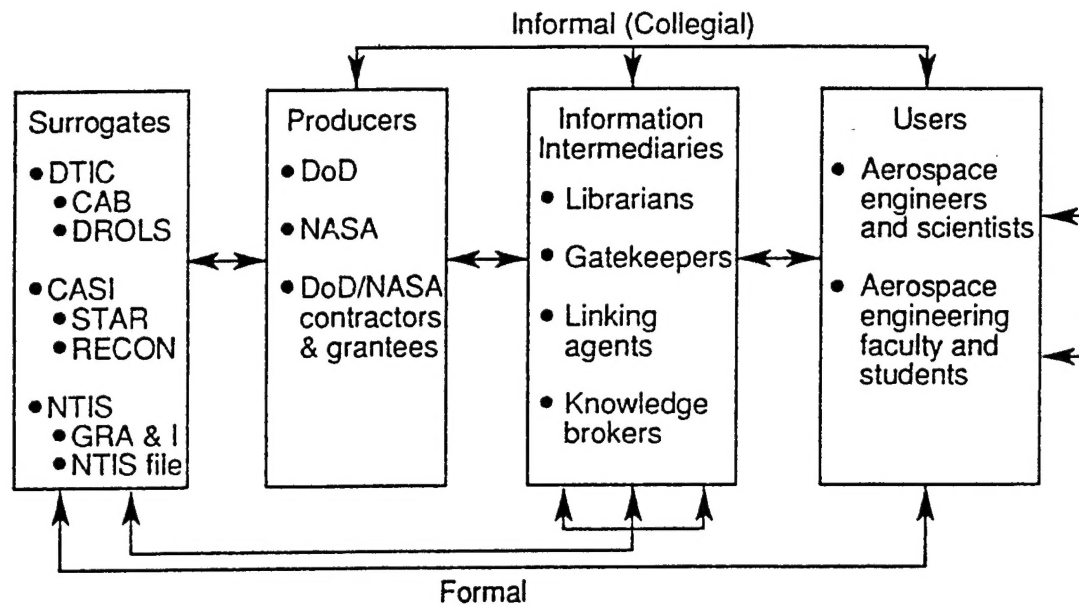 Informal (Collegial)
Surrogates
• DTIC
• CAB
• DROLS
• CASI
• STAR
• RECON
• NTIS
• GRA & I
• NTIS file
Producers
• DoD
• NASA
• DoD/NASA
contractors
& grantees
Information
Intermediaries
• Librarians
• Gatekeepers
• Linking
agents
• Knowledge
brokers
Users
• Aerospace
engineers
and scientists
• Aerospace
engineering
faculty and
students
Formal